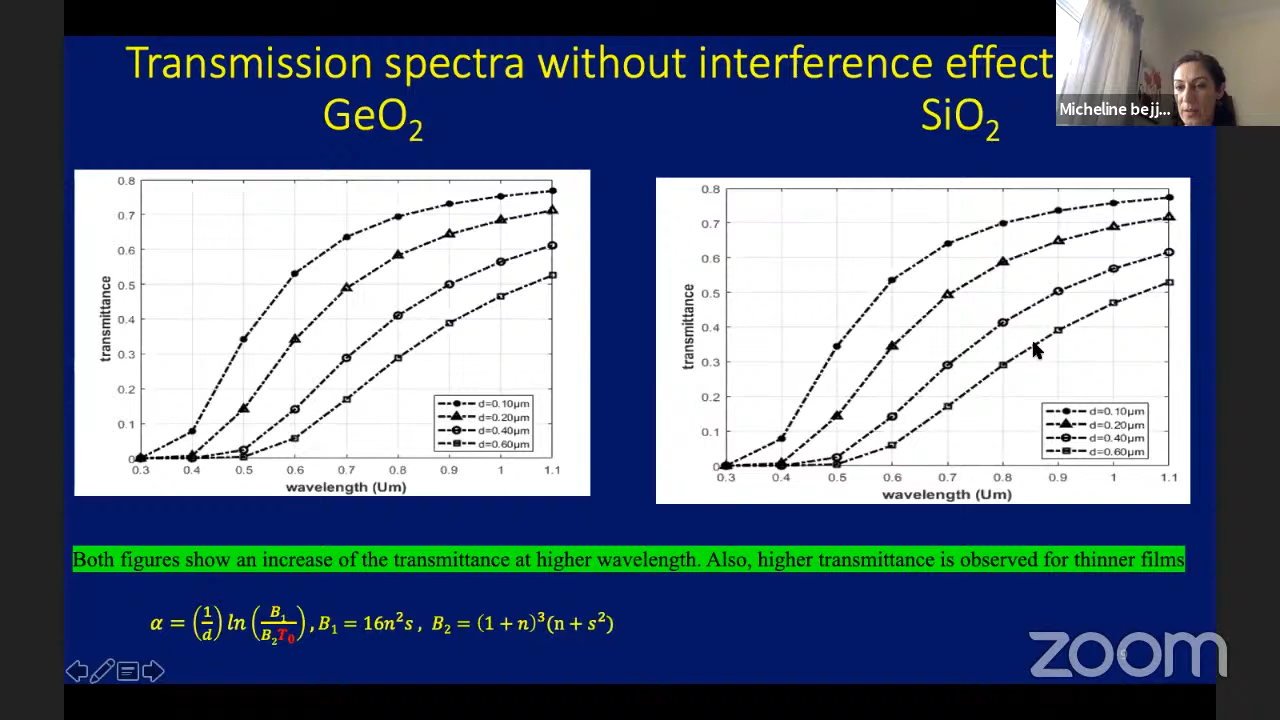 Transmission spectra without interference effect
GeO₂
SiO₂
Micheline bejj...
0.8
0.7
0.6
0.5
0.4
0.3
0.2
0.1
0
transmittance
0.3 0.4 0.5 0.6 0.7 0.8 0.9 1 1.1
wavelength (Um)
d=0.10μm
d=0.20μm
d=0.40μm
d=0.60μm
0.8
0.7
0.6
0.5
0.4
0.3
0.2
0.1
0
transmittance
0.3 0.4 0.5 0.6 0.7 0.8 0.9 1 1.1
wavelength (Um)
d=0.10μm
d=0.20μm
d=0.40μm
d=0.60μm
Both figures show an increase of the transmittance at higher wavelength. Also, higher transmittance is observed for thinner films
α = (1/d) ln (B₁/B₂T₀), B₁ = 16n²s , B₂ = (1 + n)³(n + s²)
9
zoom